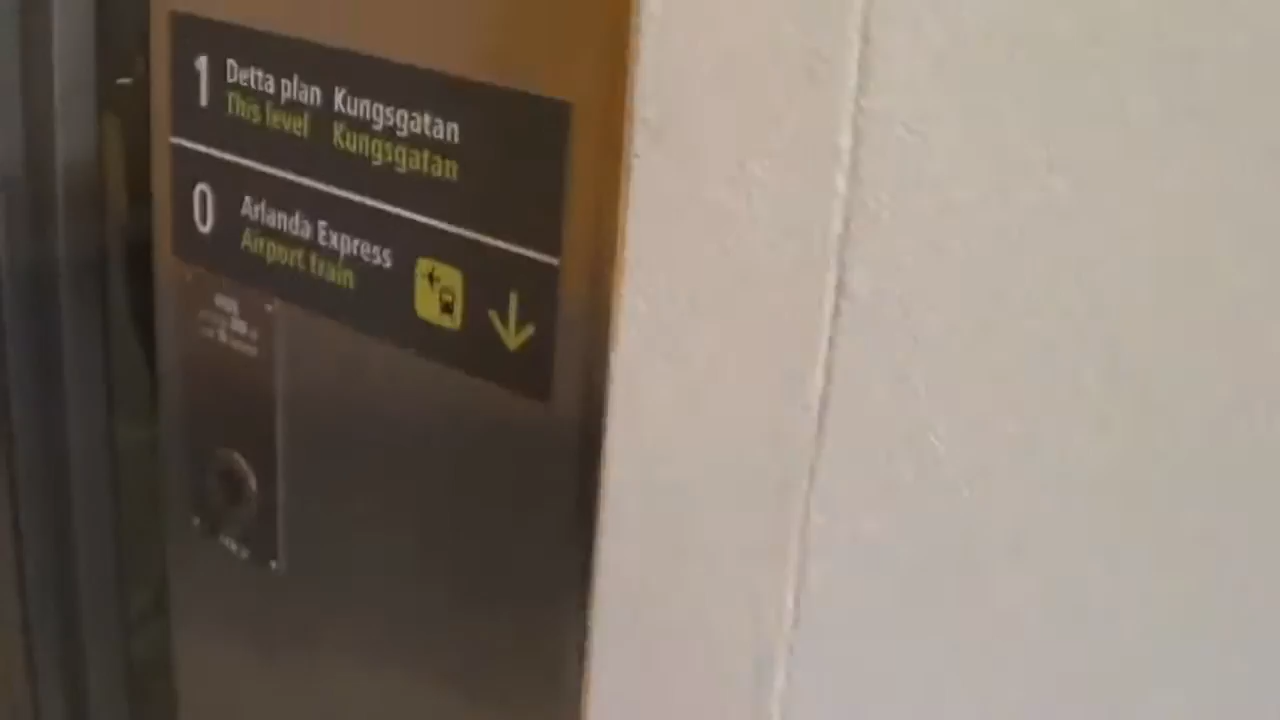 1 Detta plan Kungsgatan
This level Kungsgatan
0 Arlanda Express
Airport train